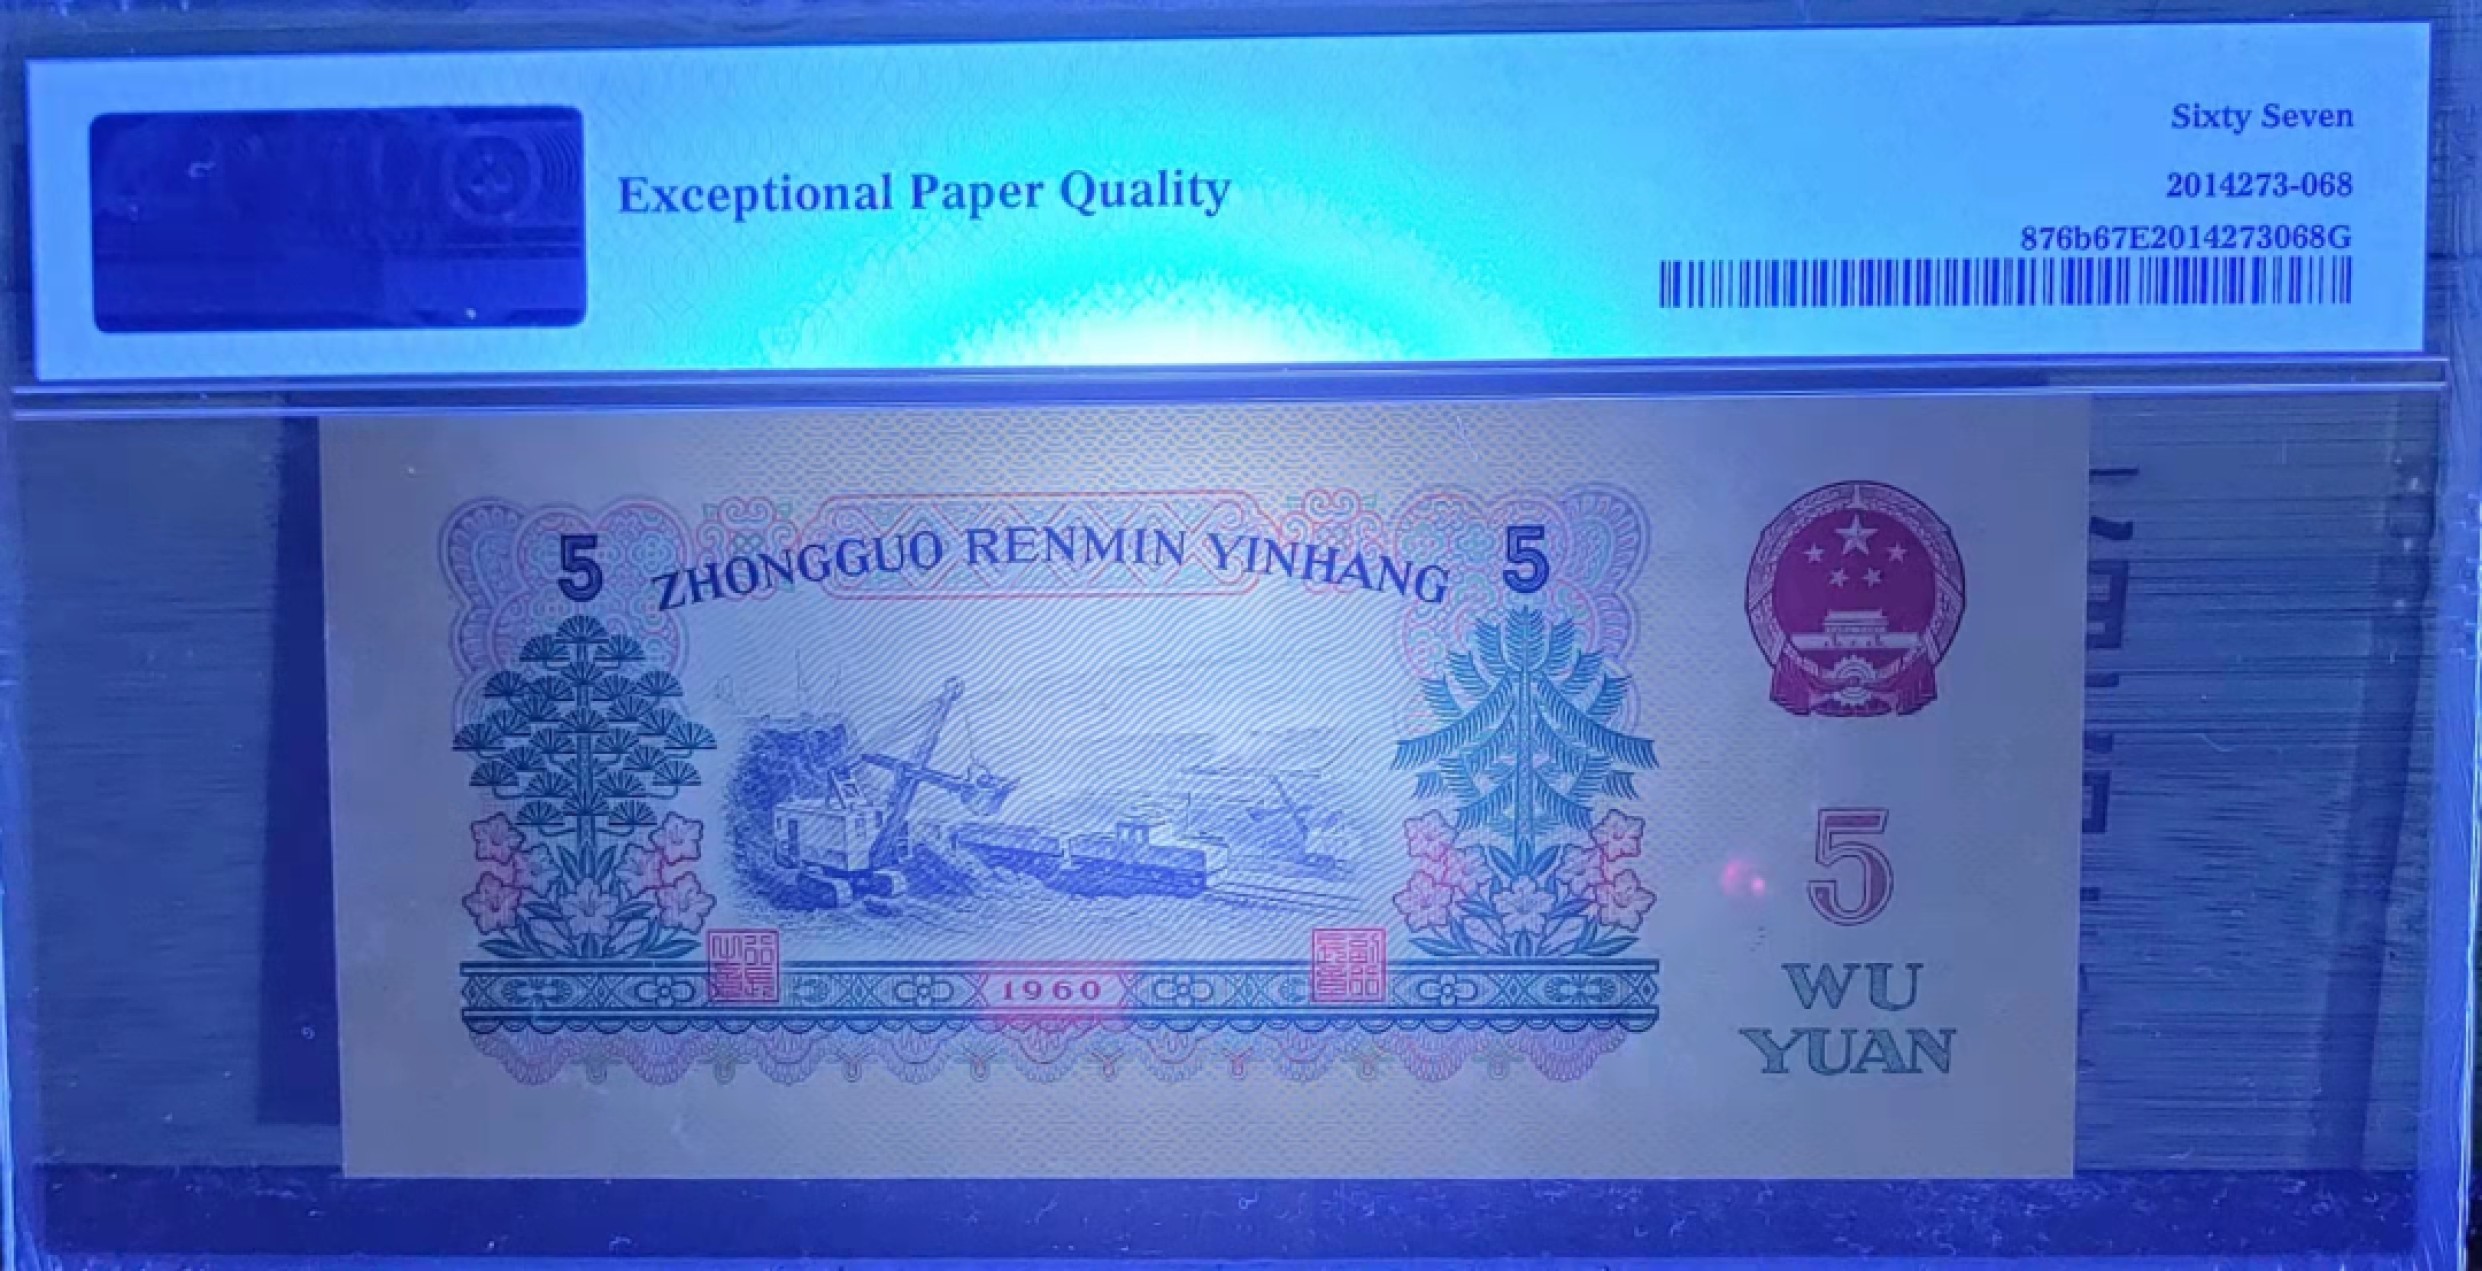 Sixty Seven
Exceptional Paper Quality
2014273-068
876b67E2014273068G
5 ZHONGGUO RENMIN YINHANG 5
5
1960
WU
YUAN